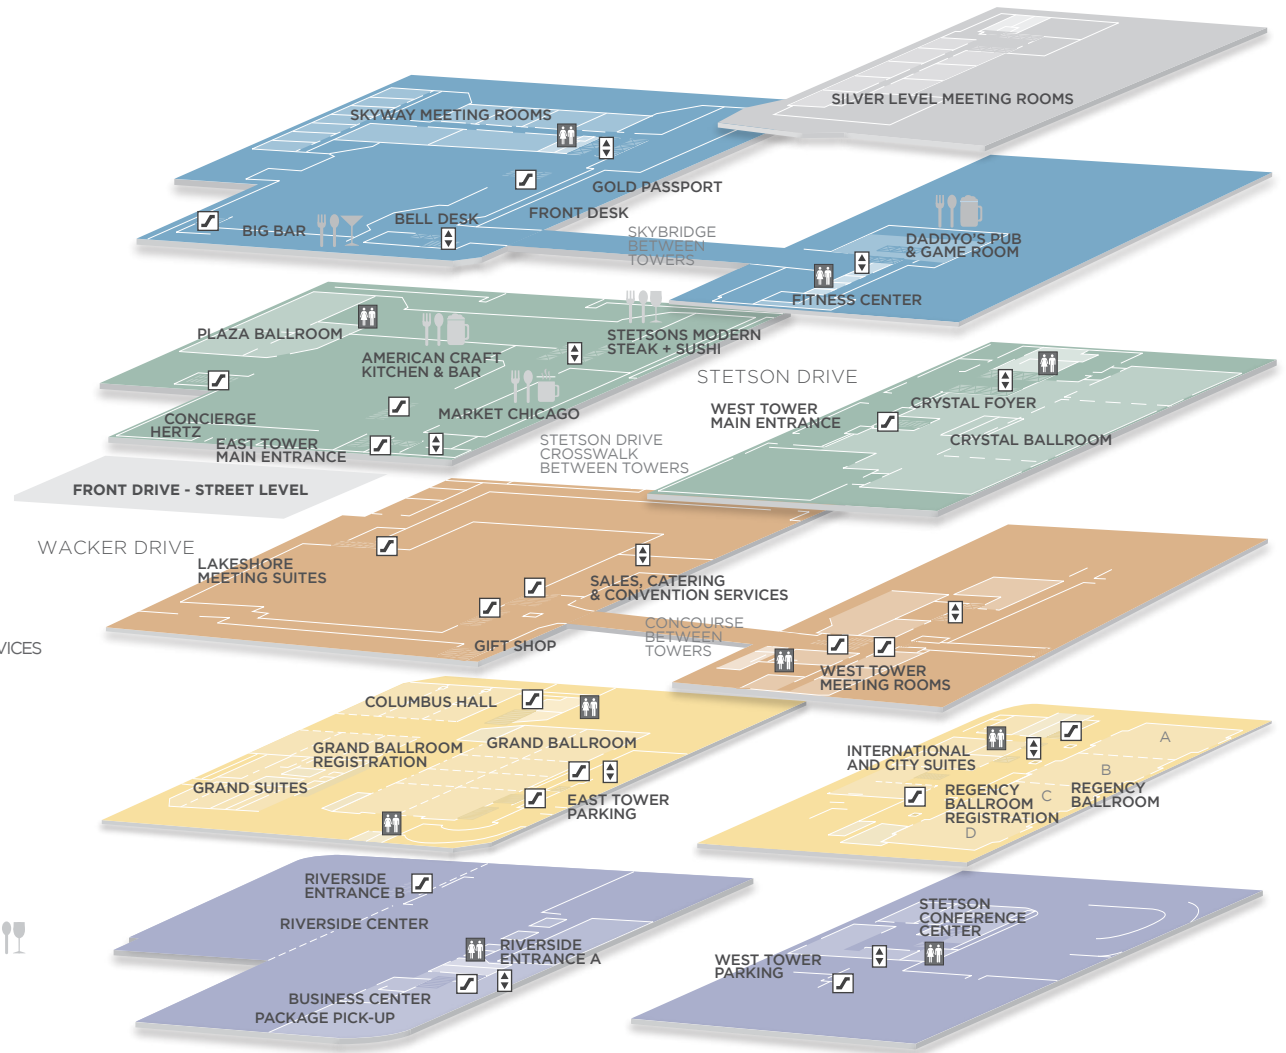 SILVER LEVEL MEETING ROOMS
SKYWAY MEETING ROOMS
GOLD PASSPORT
FRONT DESK
BELL DESK
BIG BAR
SKYBRIDGE
BETWEEN
TOWERS
DADDYO'S PUB
& GAME ROOM
FITNESS CENTER
PLAZA BALLROOM
AMERICAN CRAFT
KITCHEN & BAR
STETSONS MODERN
STEAK + SUSHI
MARKET CHICAGO
CONCIERGE
HERTZ
EAST TOWER
MAIN ENTRANCE
STETSON DRIVE
WEST TOWER
MAIN ENTRANCE
CRYSTAL FOYER
CRYSTAL BALLROOM
STETSON DRIVE
CROSSWALK
BETWEEN TOWERS
FRONT DRIVE - STREET LEVEL
WACKER DRIVE
LAKESHORE
MEETING SUITES
SALES, CATERING
& CONVENTION SERVICES
GIFT SHOP
CONCOURSE
BETWEEN
TOWERS
WEST TOWER
MEETING ROOMS
VICES
COLUMBUS HALL
GRAND BALLROOM
REGISTRATION
GRAND BALLROOM
GRAND SUITES
EAST TOWER
PARKING
INTERNATIONAL
AND CITY SUITES
A
B
C
D
REGENCY
BALLROOM
REGISTRATION
REGENCY
BALLROOM
RIVERSIDE
ENTRANCE B
RIVERSIDE CENTER
RIVERSIDE
ENTRANCE A
BUSINESS CENTER
PACKAGE PICK-UP
STETSON
CONFERENCE
CENTER
WEST TOWER
PARKING